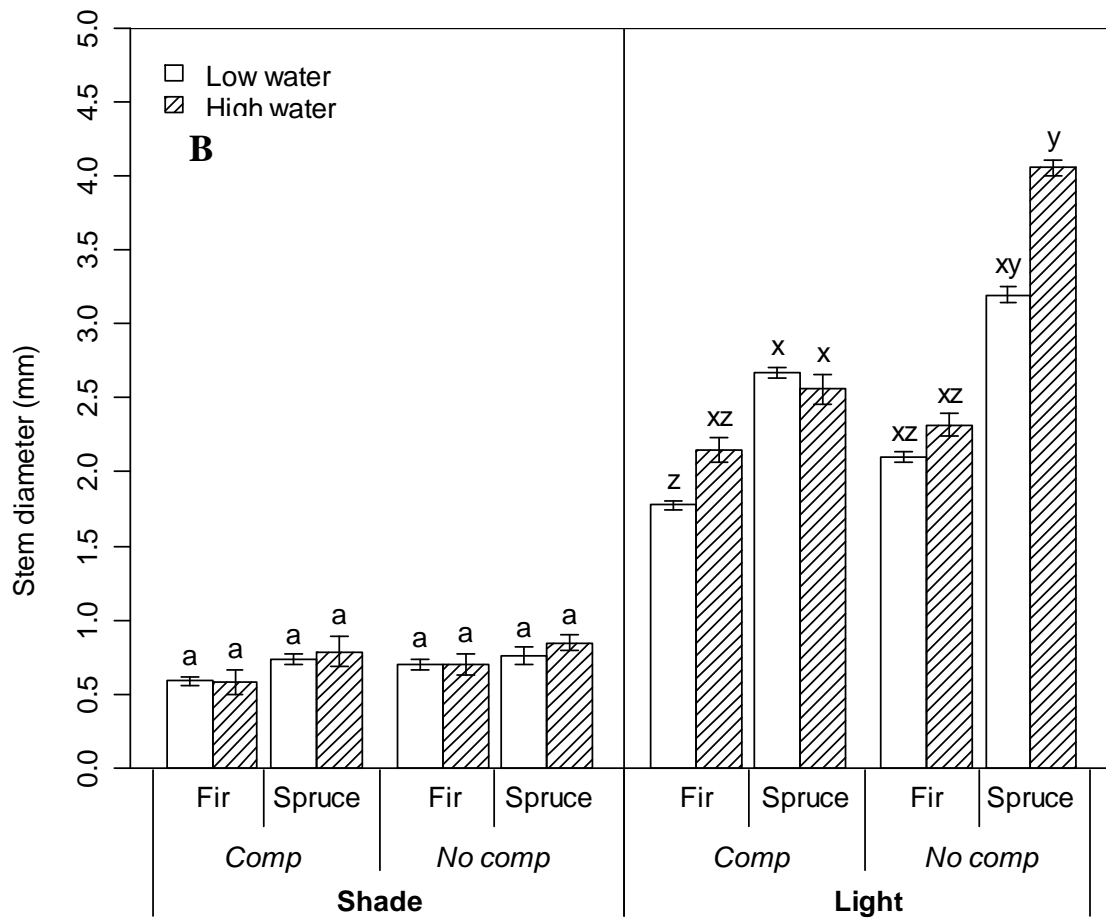 5.0
4.5
4.0
3.5
3.0
2.5
2.0
1.5
1.0
0.5
0.0
Stem diameter (mm)
Low water
High water
B
a a a a a a a a
z xz x x xz xz xy y
Fir Spruce Fir Spruce Fir Spruce Fir Spruce
Comp No comp Comp No comp
Shade Light